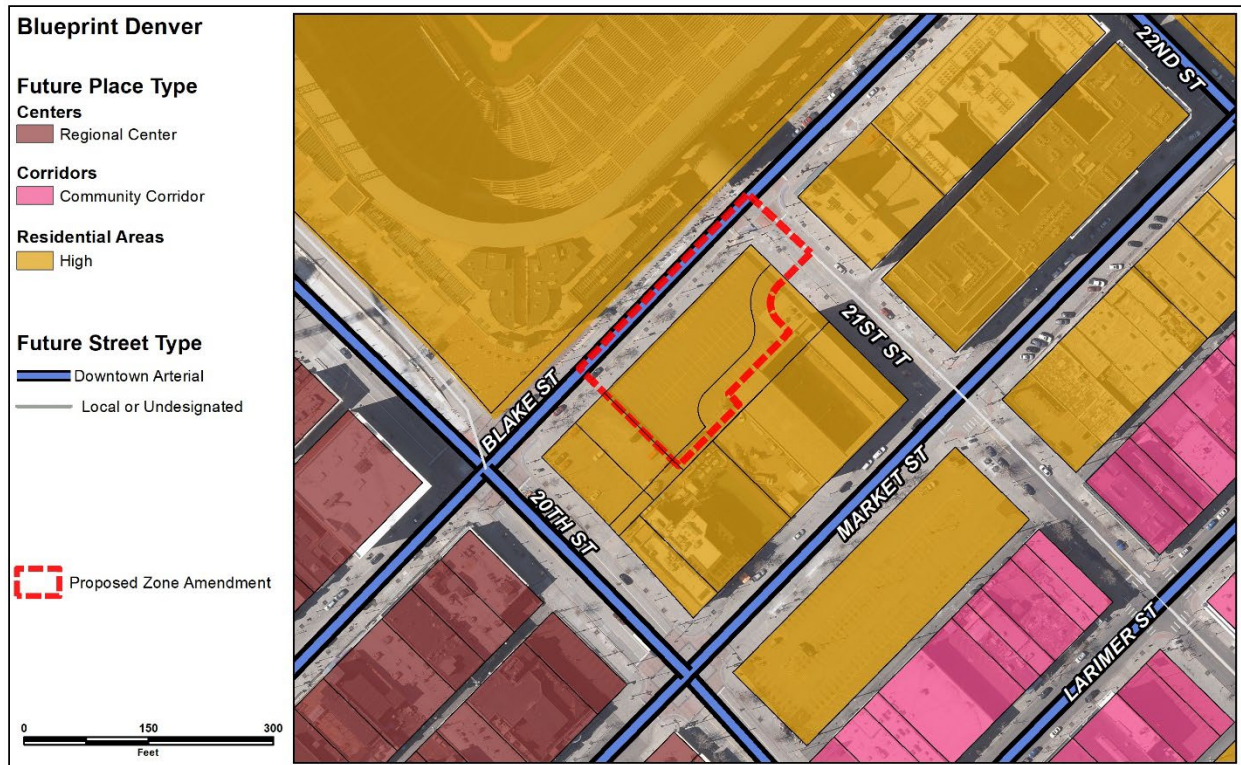 Blueprint Denver
Future Place Type
Centers
Regional Center
Corridors
Community Corridor
Residential Areas
High
Future Street Type
Downtown Arterial
Local or Undesignated
Proposed Zone Amendment
0 150 300
Feet
22ND ST
21ST ST
BLAKE ST
20TH ST
MARKET ST
LARIMER ST